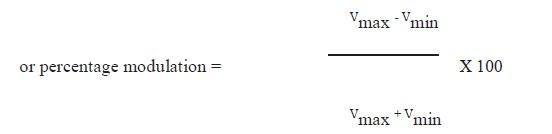 Vmax - Vmin
or percentage modulation = X 100
Vmax + Vmin